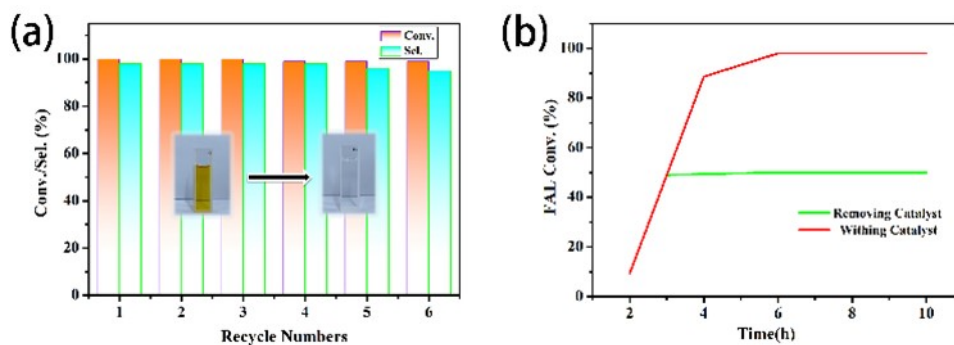 (a)
Conv.
Sel.
Conv./Sel. (%)
100
80
60
40
20
0
1 2 3 4 5 6
Recycle Numbers
(b)
FAL Conv. (%)
100
80
60
40
20
0
Removing Catalyst
Withing Catalyst
2 4 6 8 10
Time(h)